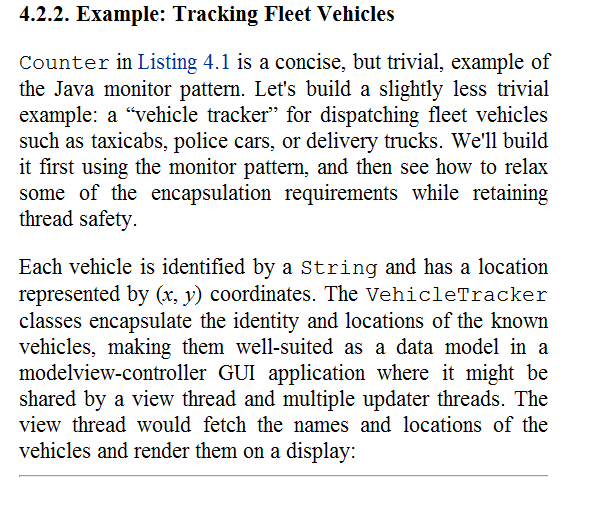 4.2.2. Example: Tracking Fleet Vehicles
Counter in Listing 4.1 is a concise, but trivial, example of
the Java monitor pattern. Let's build a slightly less trivial
example: a “vehicle tracker” for dispatching fleet vehicles
such as taxicabs, police cars, or delivery trucks. We'll build
it first using the monitor pattern, and then see how to relax
some of the encapsulation requirements while retaining
thread safety.
Each vehicle is identified by a String and has a location
represented by (x, y) coordinates. The VehicleTracker
classes encapsulate the identity and locations of the known
vehicles, making them well-suited as a data model in a
modelview-controller GUI application where it might be
shared by a view thread and multiple updater threads. The
view thread would fetch the names and locations of the
vehicles and render them on a display: